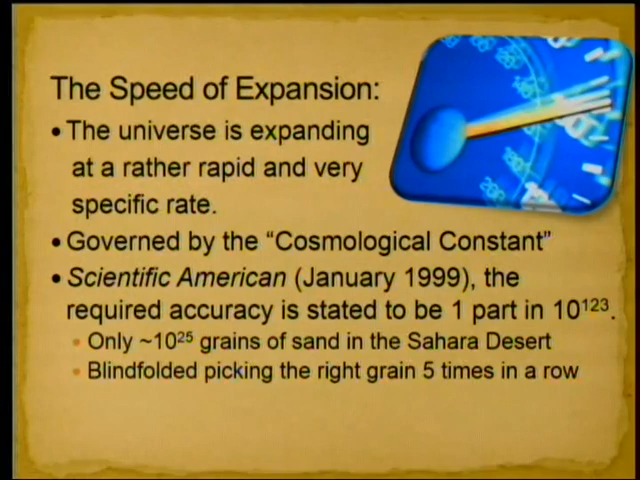 The Speed of Expansion:
• The universe is expanding
at a rather rapid and very
specific rate.
• Governed by the “Cosmological Constant”
• Scientific American (January 1999), the
required accuracy is stated to be 1 part in 10¹²³.
• Only ~10²⁵ grains of sand in the Sahara Desert
• Blindfolded picking the right grain 5 times in a row